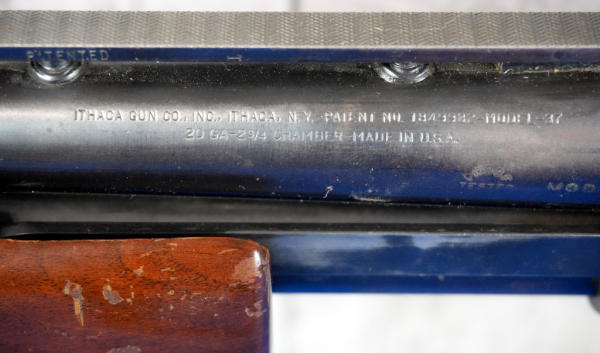 PATENTED
ITHACA GUN CO., INC., ITHACA, N.Y.-PATENT NO. 1849982-MODEL-37
20 GA-2 3/4 CHAMBER-MADE IN U.S.A.
TESTED